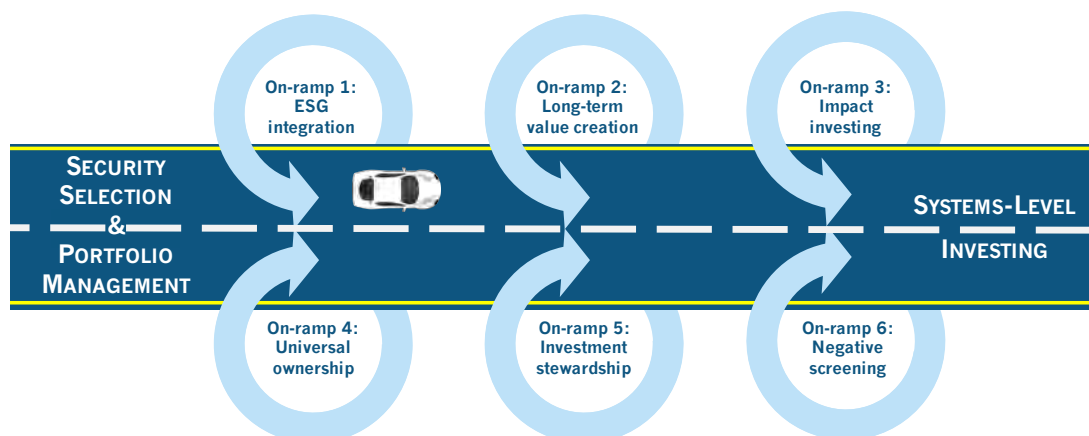 On-ramp 1:
ESG
integration
On-ramp 2:
Long-term
value creation
On-ramp 3:
Impact
investing
SECURITY
SELECTION
&
PORTFOLIO
MANAGEMENT
SYSTEMS-LEVEL
INVESTING
On-ramp 4:
Universal
ownership
On-ramp 5:
Investment
stewardship
On-ramp 6:
Negative
screening